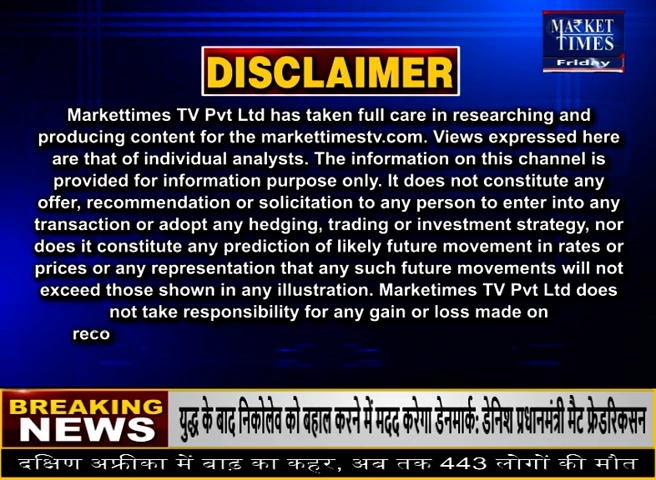 MARKET
TIMES
Friday
DISCLAIMER
Markettimes TV Pvt Ltd has taken full care in researching and
producing content for the markettimestv.com. Views expressed here
are that of individual analysts. The information on this channel is
provided for information purpose only. It does not constitute any
offer, recommendation or solicitation to any person to enter into any
transaction or adopt any hedging, trading or investment strategy, nor
does it constitute any prediction of likely future movement in rates or
prices or any representation that any such future movements will not
exceed those shown in any illustration. Marketimes TV Pvt Ltd does
not take responsibility for any gain or loss made on
reco
BREAKING
NEWS
युद्ध के बाद निकोलेव को बहाल करने में मदद करेगा डेनमार्क: डेनिश प्रधानमंत्री मैट फ्रेडरिकसन
दक्षिण अफ्रीका में बाढ़ का कहर, अब तक 443 लोगों की मौत